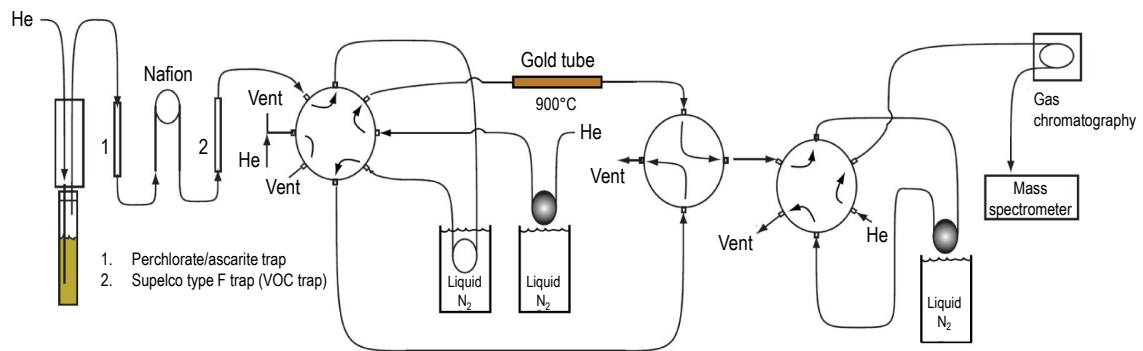 He
Nafion
1
2
Vent
He
Vent
Gold tube
900°C
He
Liquid
N2
Liquid
N2
1. Perchlorate/ascarite trap
2. Supelco type F trap (VOC trap)
Vent
Vent
He
Liquid
N2
Gas
chromatography
Mass
spectrometer